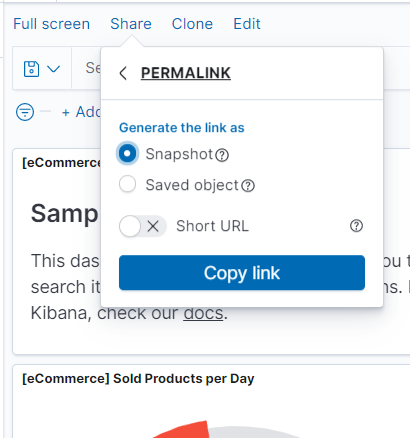 Full screen Share Clone Edit
Se
PERMALINK
+ Add
Generate the link as
[eCommerce
Snapshot
Saved object
Samp
Short URL
This das
ou t
Copy link
search it
ns.
Kibana, check our docs.
[eCommerce] Sold Products per Day